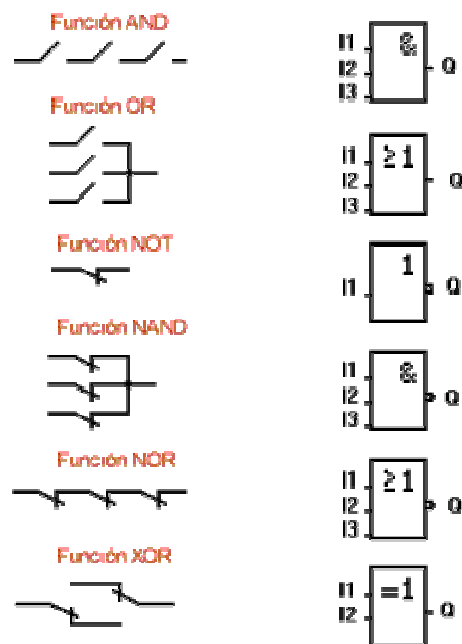 Función AND
I1
&
I2
Q
I3
Función OR
I1
≥1
I2
Q
I3
Función NOT
1
I1
Q
Función NAND
I1
&
I2
Q
I3
Función NOR
I1
≥1
I2
Q
I3
Función XOR
I1
=1
I2
Q